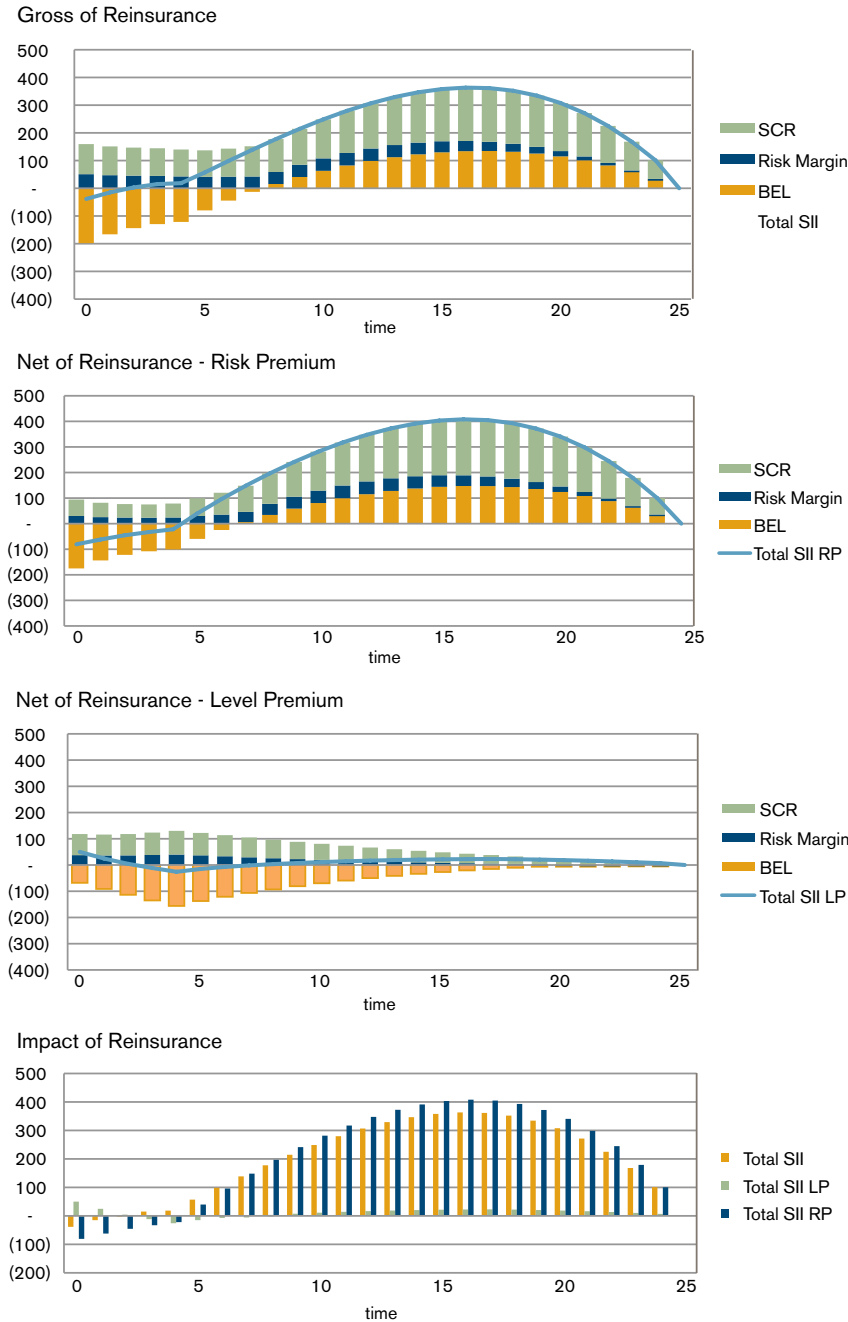 Gross of Reinsurance
500
400
300
200
100
-
(100)
(200)
(300)
(400)
0 5 10 15 20 25
time
SCR
Risk Margin
BEL
Total SII
Net of Reinsurance - Risk Premium
500
400
300
200
100
-
(100)
(200)
(300)
(400)
0 5 10 15 20 25
time
SCR
Risk Margin
BEL
Total SII RP
Net of Reinsurance - Level Premium
500
400
300
200
100
-
(100)
(200)
(300)
(400)
0 5 10 15 20 25
time
SCR
Risk Margin
BEL
Total SII LP
Impact of Reinsurance
500
400
300
200
100
-
(100)
(200)
0 5 10 15 20 25
time
Total SII
Total SII LP
Total SII RP